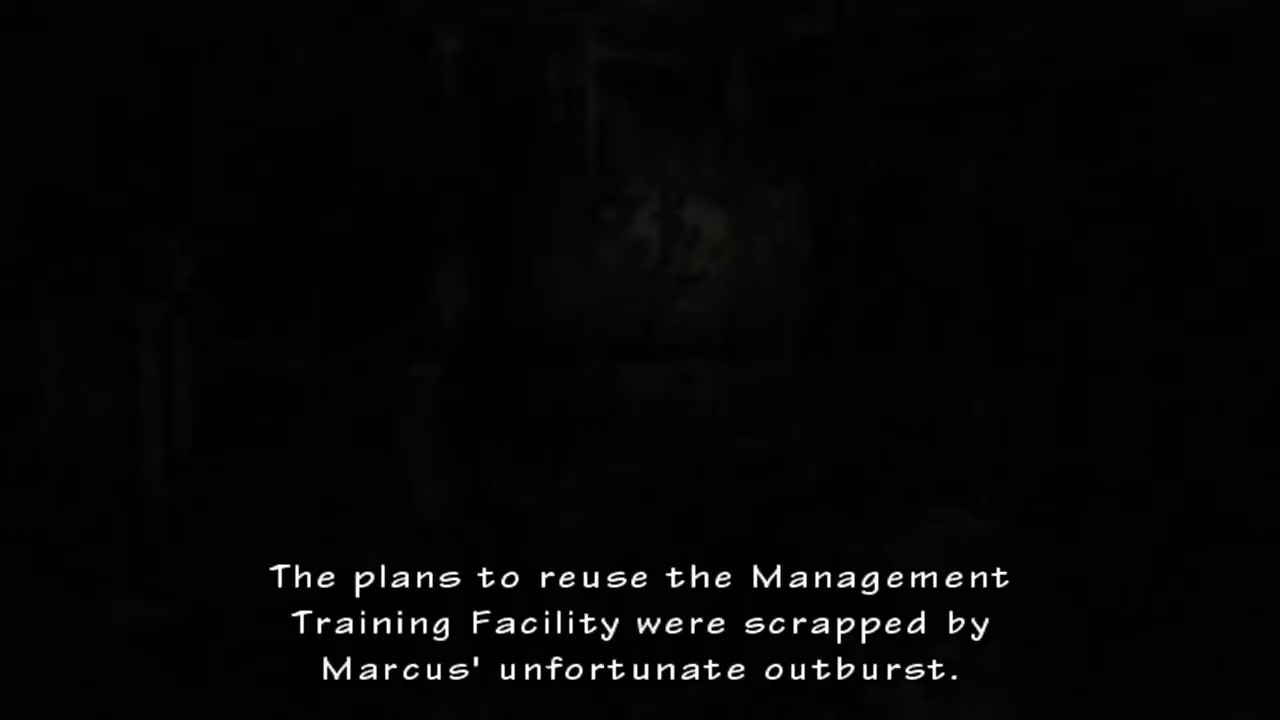 The plans to reuse the Management
Training Facility were scrapped by
Marcus' unfortunate outburst.